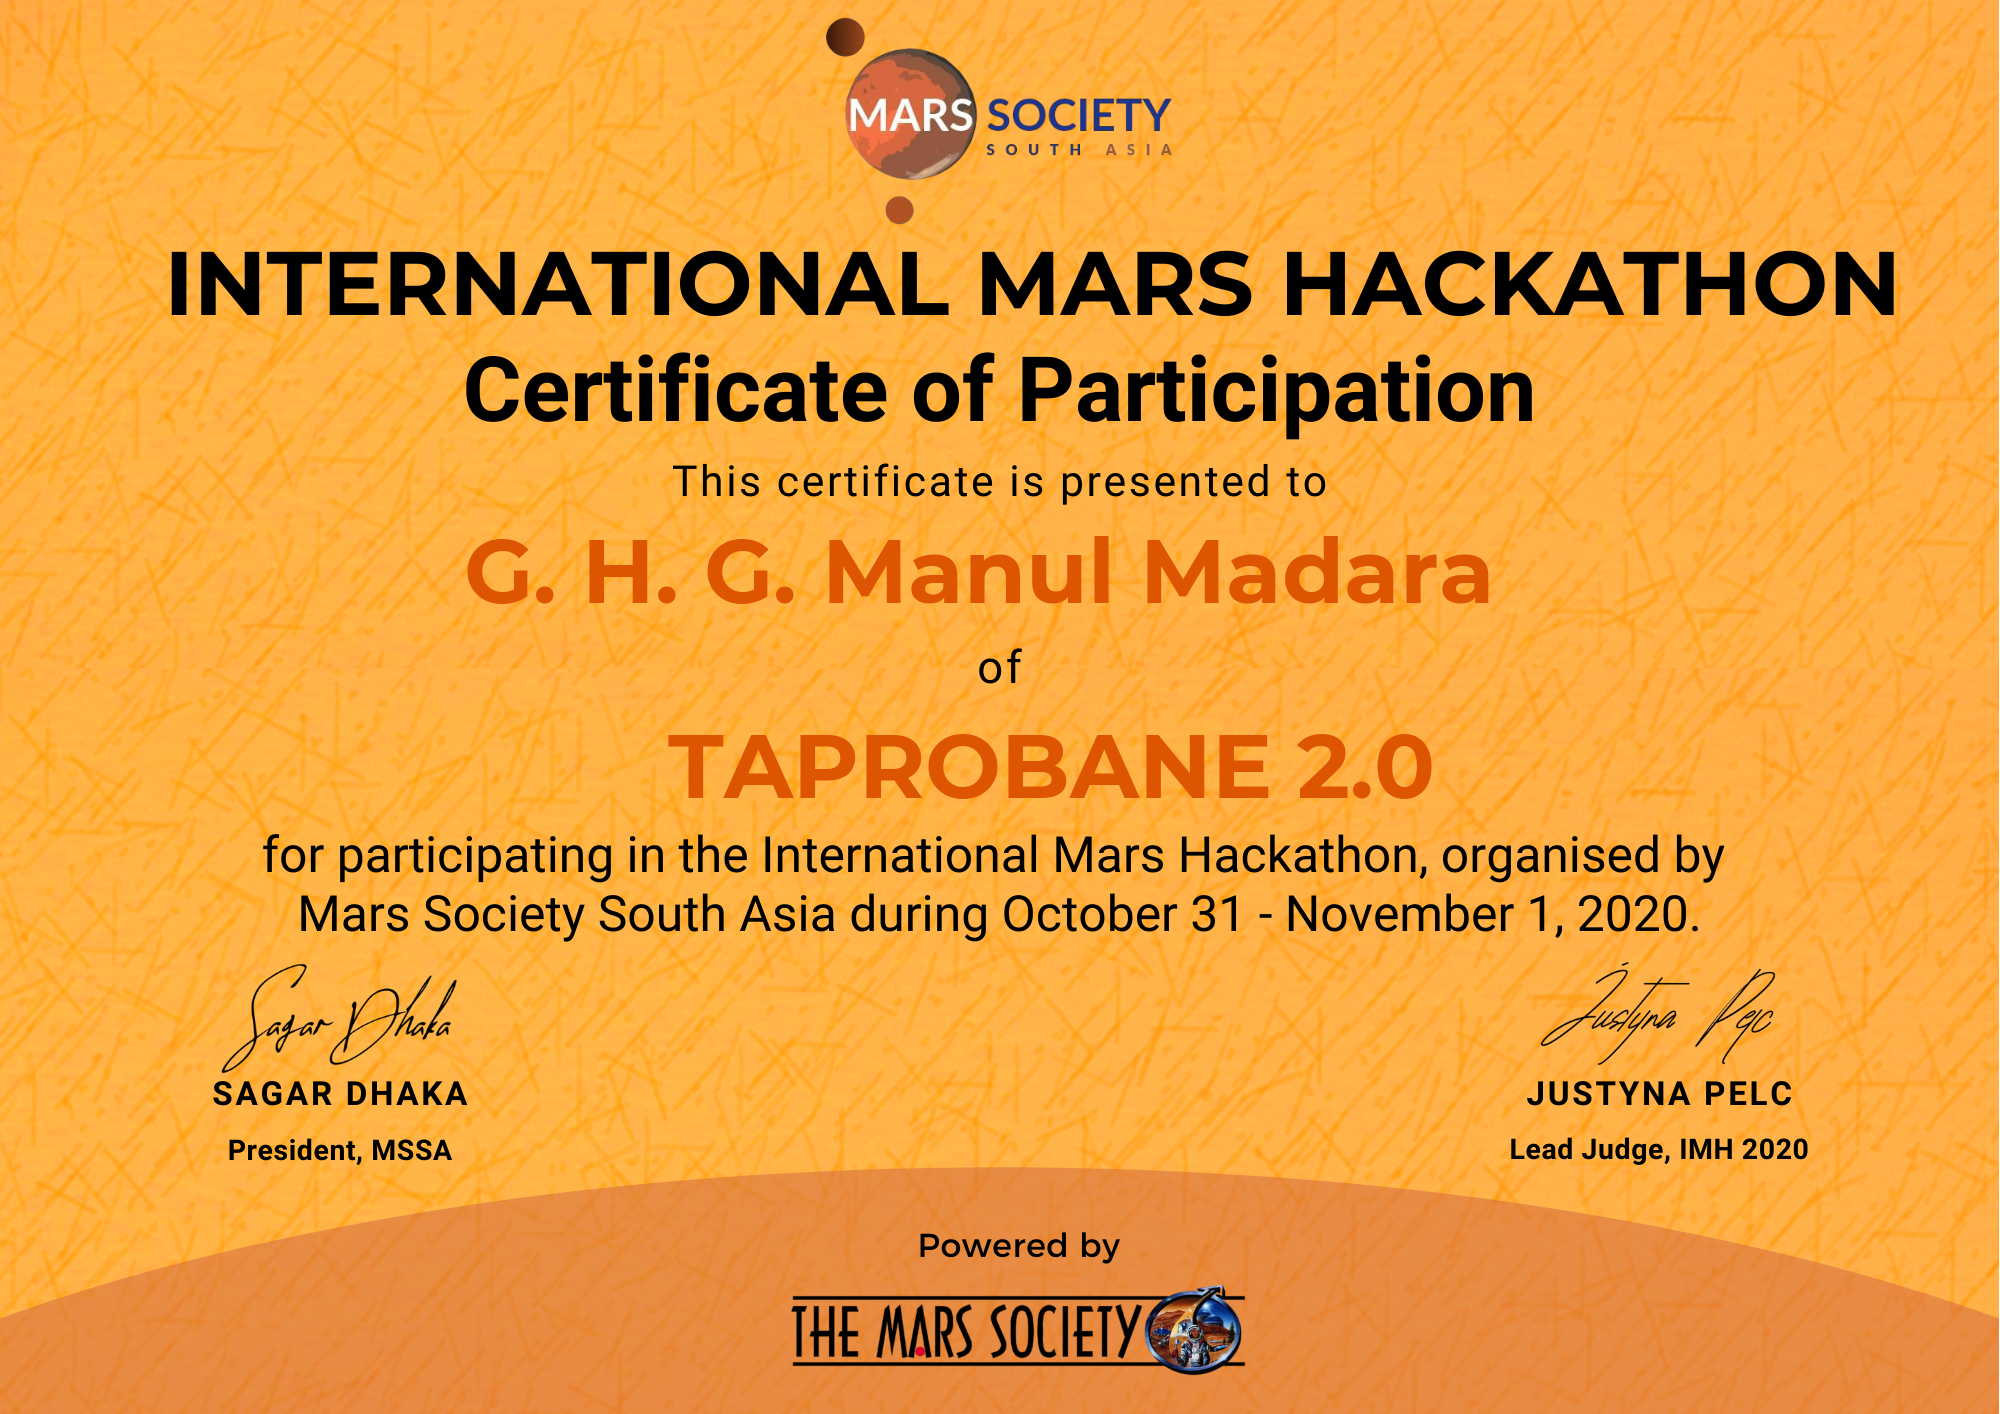 MARS SOCIETY
SOUTH ASIA
INTERNATIONAL MARS HACKATHON
Certificate of Participation
This certificate is presented to
G. H. G. Manul Madara
of
TAPROBANE 2.0
for participating in the International Mars Hackathon, organised by
Mars Society South Asia during October 31 - November 1, 2020.
Sagar Dhaka
Justyna Pelc
SAGAR DHAKA
JUSTYNA PELC
President, MSSA
Lead Judge, IMH 2020
Powered by
THE MARS SOCIETY